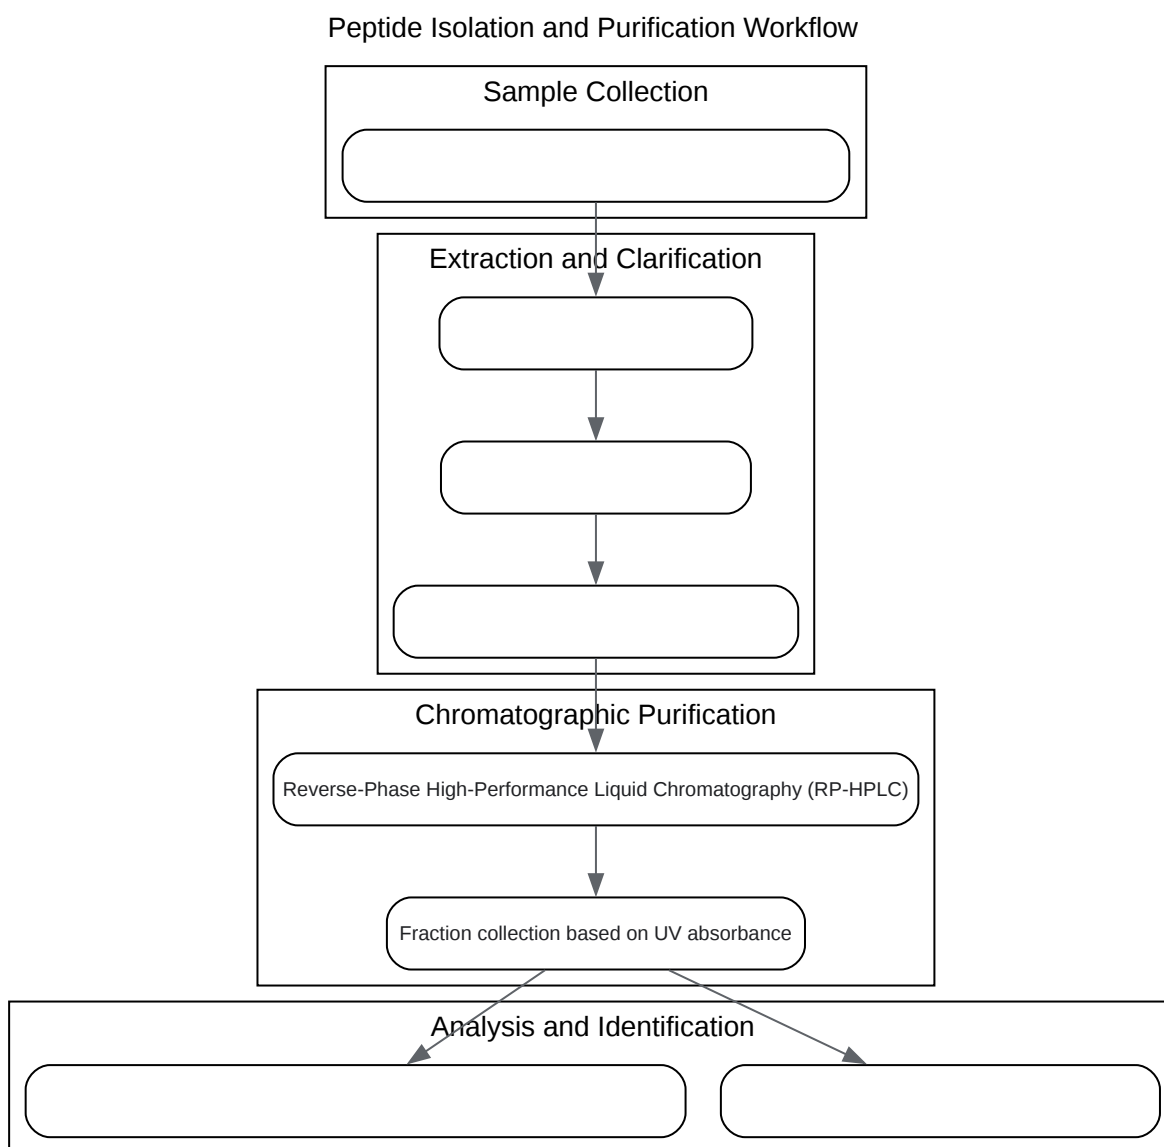 Peptide Isolation and Purification Workflow
Sample Collection
Extraction and Clarification
Chromatographic Purification
Reverse-Phase High-Performance Liquid Chromatography (RP-HPLC)
Fraction collection based on UV absorbance
Analysis and Identification